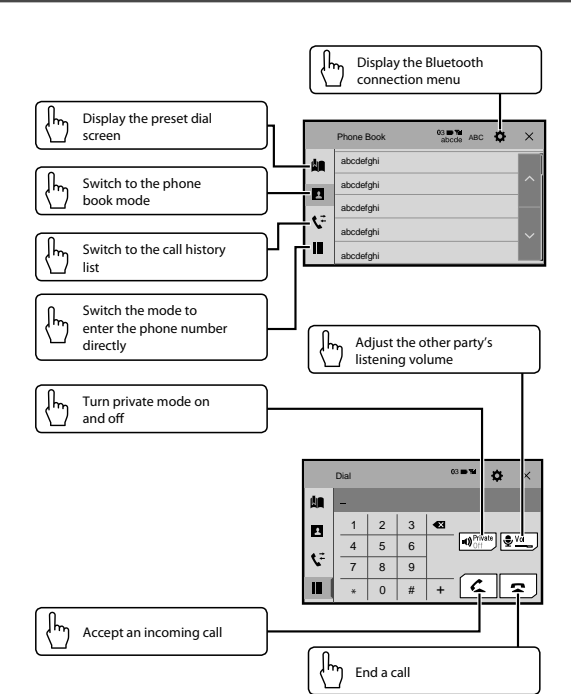 Display the Bluetooth
connection menu
Display the preset dial
screen
Switch to the phone
book mode
Switch to the call history
list
Switch the mode to
enter the phone number
directly
Phone Book
03
abcde ABC
abcdefghi
abcdefghi
abcdefghi
abcdefghi
abcdefghi
Adjust the other party’s
listening volume
Turn private mode on
and off
Dial
03
–
1 2 3
4 5 6
7 8 9
* 0 # +
Private
Off
Vol
Accept an incoming call
End a call